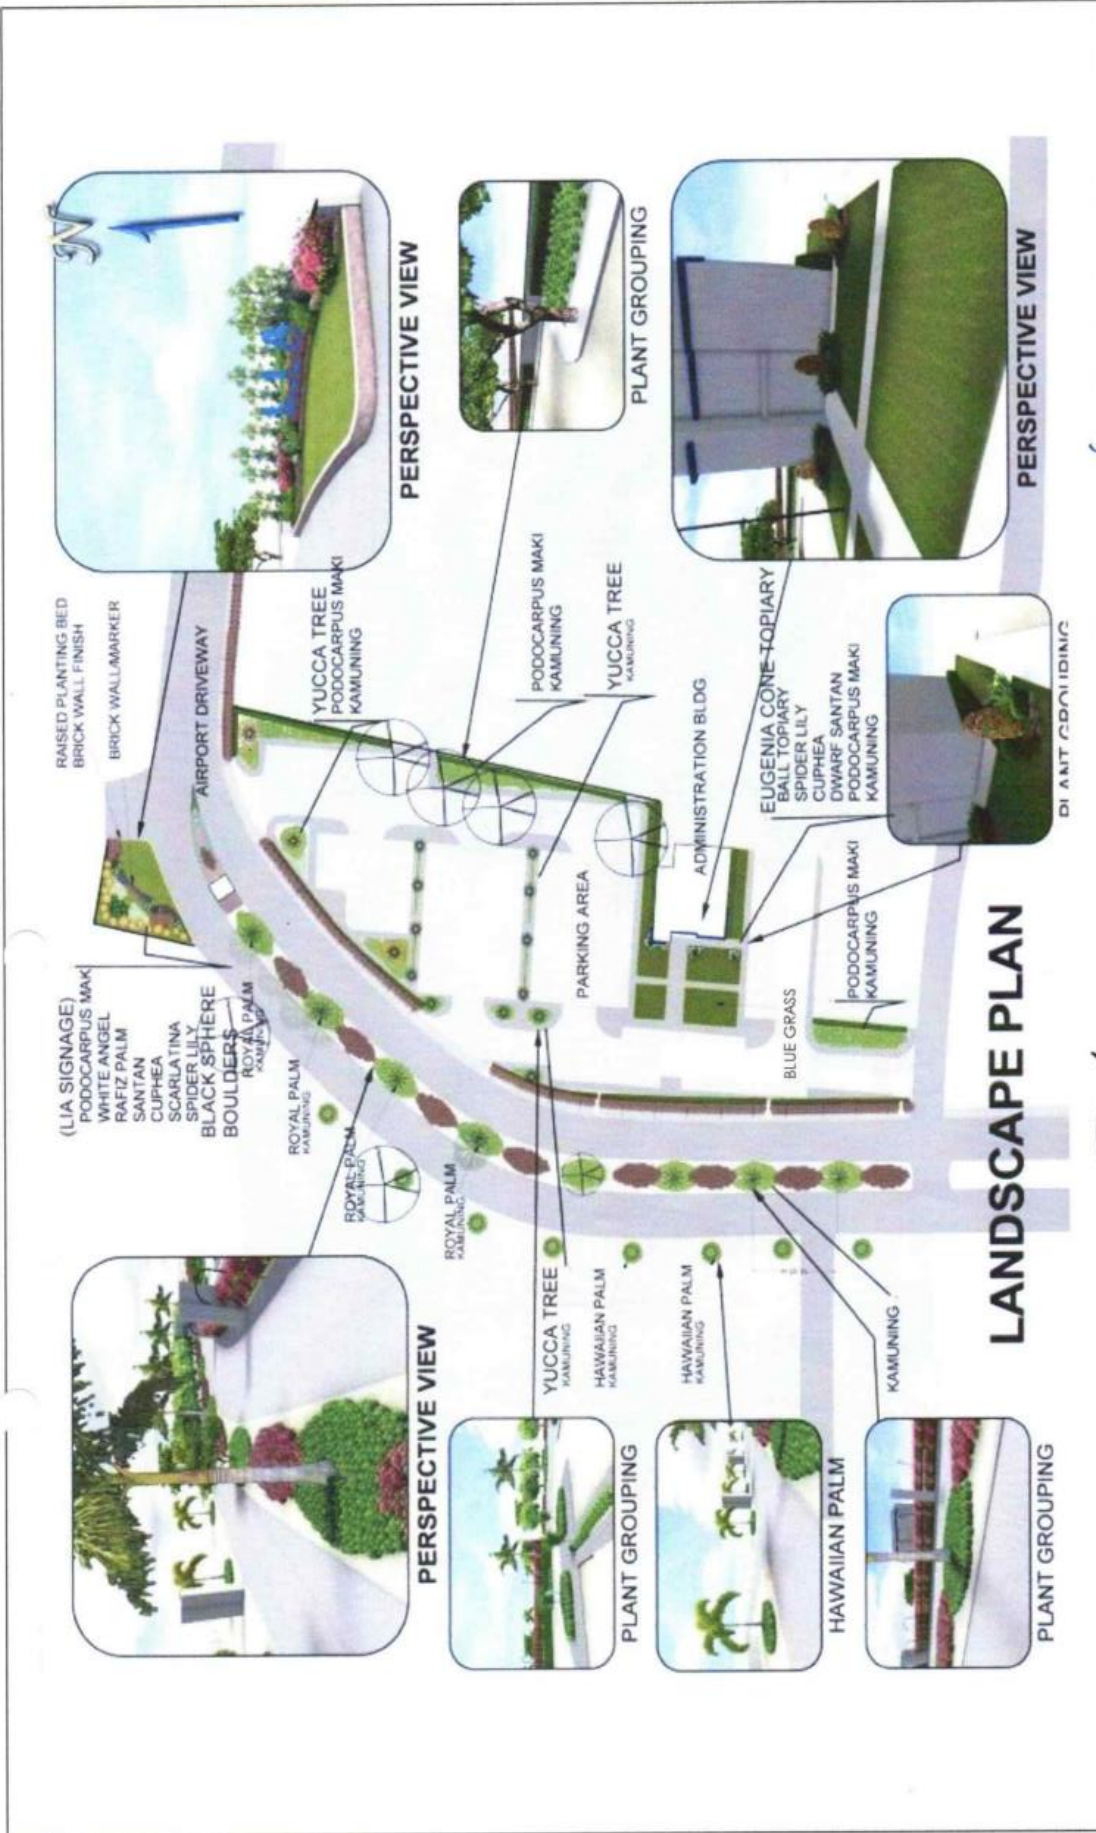 N
RAISED PLANTING BED
BRICK WALL FINISH
BRICK WALL/MARKER
AIRPORT DRIVEWAY
(LIA SIGNAGE)
PODOCARPUS MAK
WHITE ANGEL
RAFIZ PALM
SANTAN
CUPHEA
SCARLATINA
SPIDER LILY
BLACK SPHERE
BOULDERS
ROYAL PALM
KAMUNING
ROYAL PALM
KAMUNING
ROYAL PALM
KAMUNING
ROYAL PALM
KAMUNING
PERSPECTIVE VIEW
PERSPECTIVE VIEW
YUCCA TREE
PODOCARPUS MAKI
KAMUNING
PODOCARPUS MAKI
KAMUNING
YUCCA TREE
KAMUNING
PLANT GROUPING
PARKING AREA
ADMINISTRATION BLDG
EUGENIA CONE TOPIARY
BALL TOPIARY
SPIDER LILY
CUPHEA
DWARF SANTAN
PODOCARPUS MAKI
KAMUNING
PERSPECTIVE VIEW
YUCCA TREE
KAMUNING
HAWAIIAN PALM
KAMUNING
PLANT GROUPING
HAWAIIAN PALM
KAMUNING
HAWAIIAN PALM
BLUE GRASS
PODOCARPUS MAKI
KAMUNING
KAMUNING
PLANT GROUPING
PLANT GROUPING
LANDSCAPE PLAN